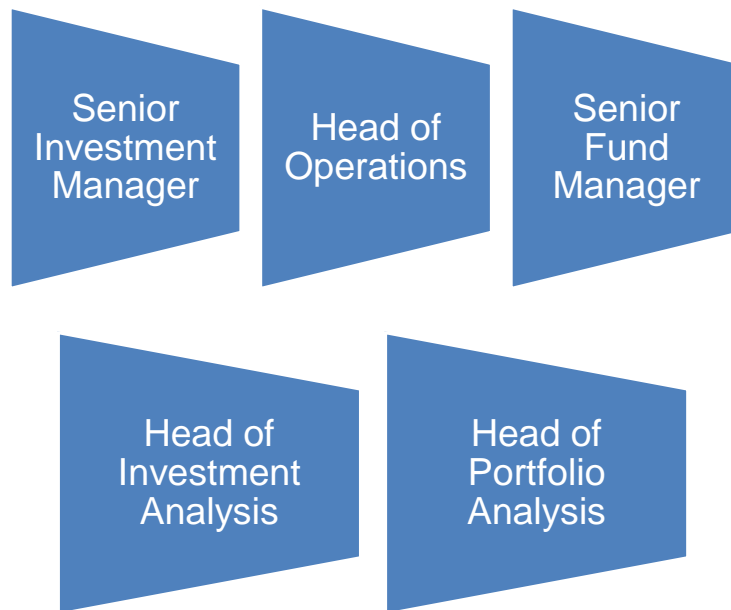 Senior
Investment
Manager
Head of
Operations
Senior
Fund
Manager
Head of
Investment
Analysis
Head of
Portfolio
Analysis